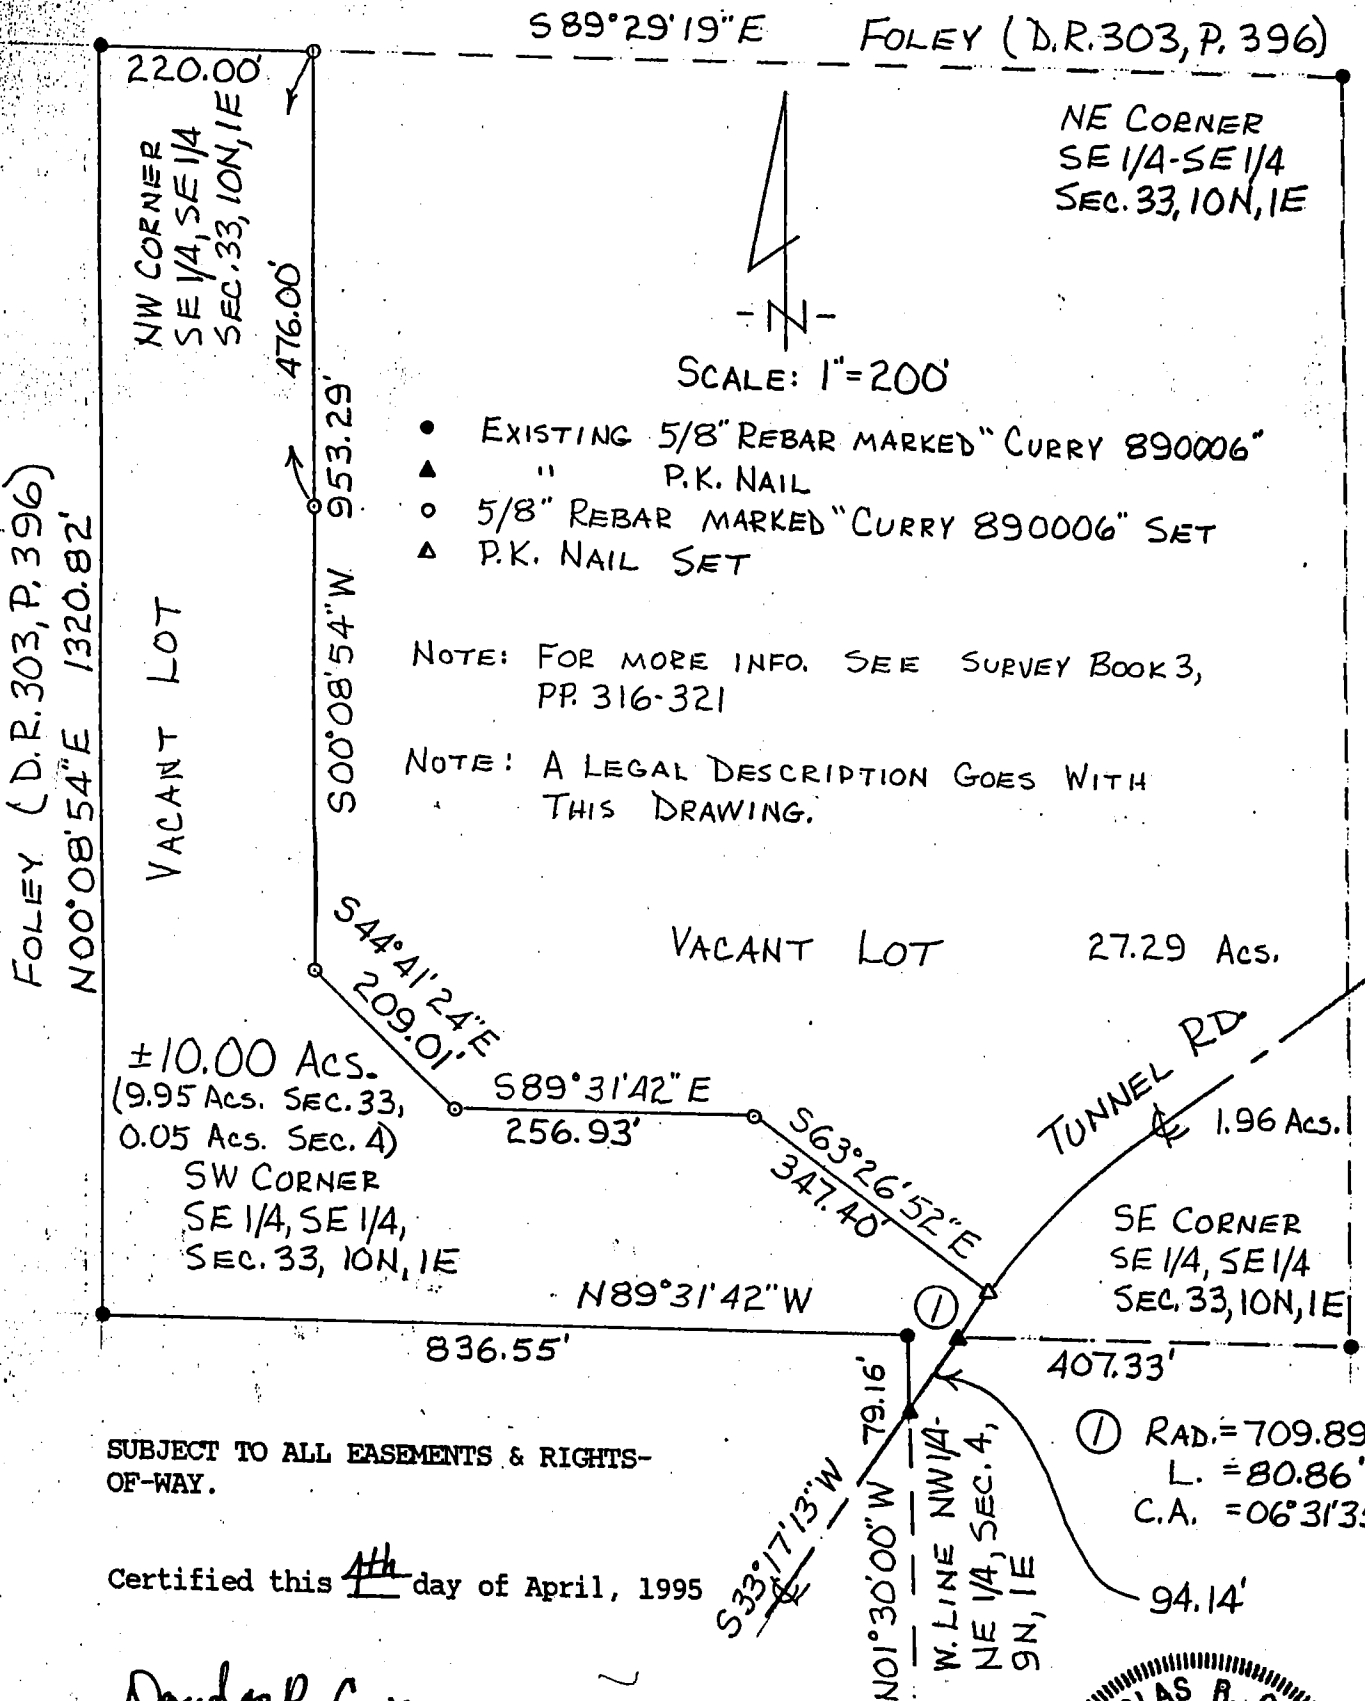 S89°29'19"E FOLEY (D.R.303, P. 396)
220.00'
NW CORNER
SE 1/4, SE 1/4
SEC. 33, 10N, 1E
NE CORNER
SE 1/4-SE 1/4
SEC. 33, 10N, 1E
476.00'
-N-
SCALE: 1"=200'
953.29'
S00°08'54"W
● EXISTING 5/8" REBAR MARKED "CURRY 890006"
▲ " P.K. NAIL
○ 5/8" REBAR MARKED "CURRY 890006" SET
△ P.K. NAIL SET
FOLEY (D.R.303, P.396)
N00°08'54"E 1320.82'
VACANT LOT
NOTE: FOR MORE INFO. SEE SURVEY BOOK 3,
PP. 316-321
NOTE: A LEGAL DESCRIPTION GOES WITH
THIS DRAWING.
S44°41'24"E
209.01'
VACANT LOT 27.29 ACS.
TUNNEL RD.
±10.00 ACS.
(9.95 ACS. SEC. 33,
0.05 ACS. SEC. 4)
S89°31'42"E
256.93'
S63°26'52"E
347.40'
1.96 ACS.
SW CORNER
SE 1/4, SE 1/4,
SEC. 33, 10N, 1E
SE CORNER
SE 1/4, SE 1/4
SEC. 33, 10N, 1E
N89°31'42"W
836.55'
①
407.33'
79.16'
① RAD.=709.89
L. =80.86'
C.A. =06°31'3
SUBJECT TO ALL EASEMENTS & RIGHTS-
OF-WAY.
S33°17'13"W
N01°30'00"W
W. LINE NW 1/4-
NE 1/4, SEC. 4,
9N, 1E
94.14'
Certified this 4th day of April, 1995